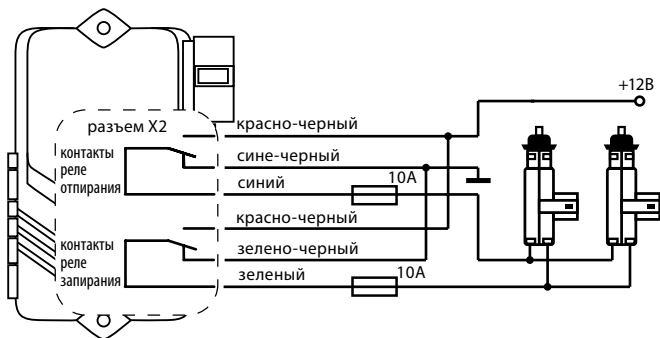 +12В
разъем X2
красно-черный
контакты
реле
отпирания
сине-черный
синий
10А
красно-черный
контакты
реле
запирания
зелено-черный
зеленый
10А